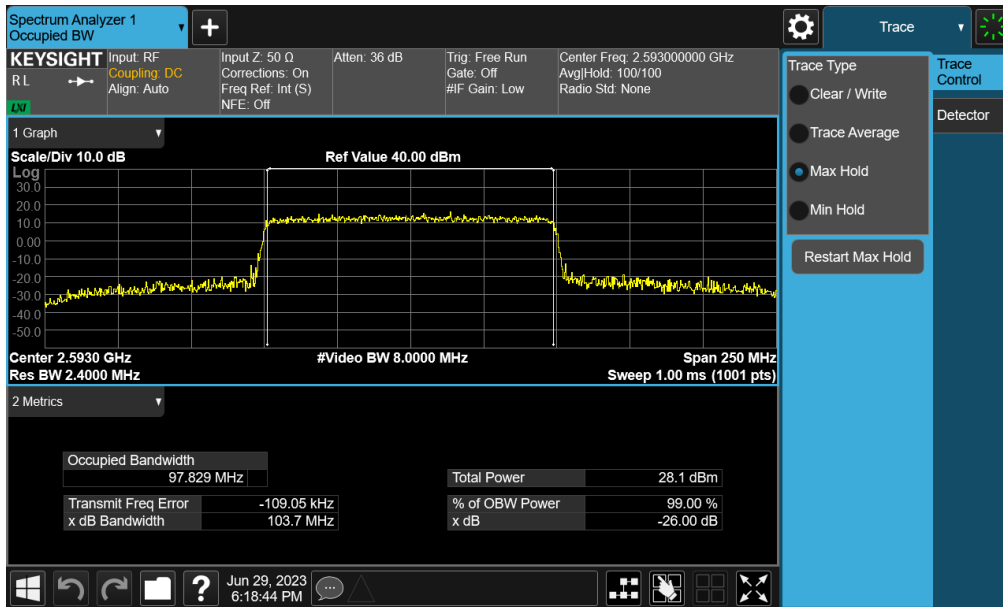 Spectrum Analyzer 1
Occupied BW
+
Trace
KEYSIGHT
R L
LXI
Input: RF
Coupling: DC
Align: Auto
Input Z: 50 Ω
Corrections: On
Freq Ref: Int (S)
NFE: Off
Atten: 36 dB
Trig: Free Run
Gate: Off
#IF Gain: Low
Center Freq: 2.593000000 GHz
Avg|Hold: 100/100
Radio Std: None
Trace Type
Clear / Write
Trace Average
Max Hold
Min Hold
Restart Max Hold
Trace
Control
Detector
1 Graph
Scale/Div 10.0 dB
Ref Value 40.00 dBm
Log
30.0
20.0
10.0
0.00
-10.0
-20.0
-30.0
-40.0
-50.0
Center 2.5930 GHz
#Video BW 8.0000 MHz
Span 250 MHz
Res BW 2.4000 MHz
Sweep 1.00 ms (1001 pts)
2 Metrics
Occupied Bandwidth
97.829 MHz
Total Power 28.1 dBm
Transmit Freq Error -109.05 kHz
% of OBW Power 99.00 %
x dB Bandwidth 103.7 MHz
x dB -26.00 dB
?
Jun 29, 2023
6:18:44 PM